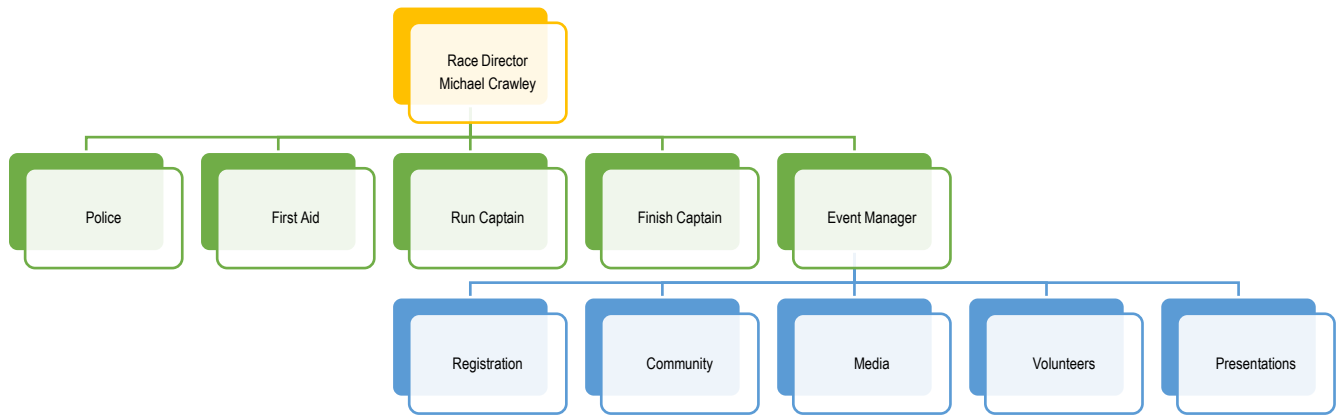 Race Director
Michael Crawley
Police
First Aid
Run Captain
Finish Captain
Event Manager
Registration
Community
Media
Volunteers
Presentations